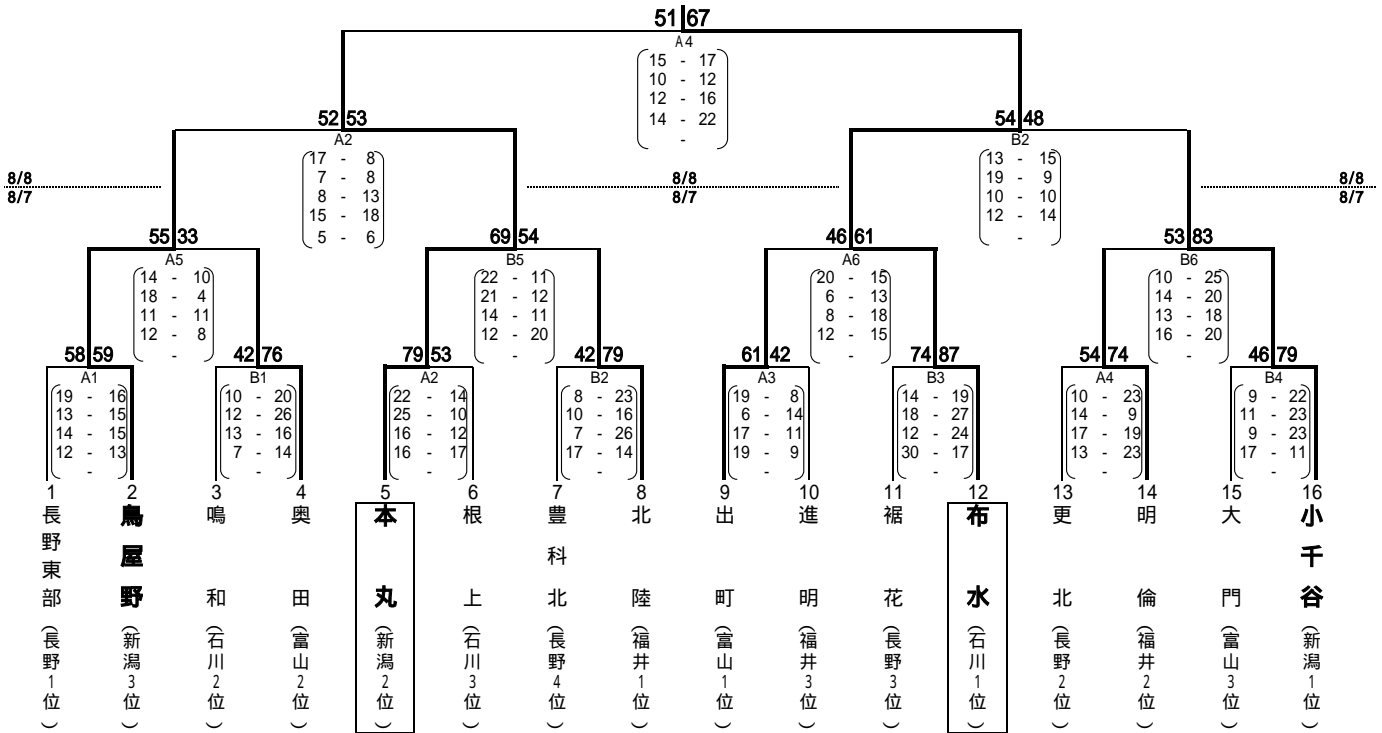 51 67
A4
15 - 17
10 - 12
12 - 16
14 - 22
-
52 53
A2
17 - 8
7 - 8
8 - 13
15 - 18
5 - 6
54 48
B2
13 - 15
19 - 9
10 - 10
12 - 14
-
8/8
8/7
8/8
8/7
8/8
8/7
55 33
A5
14 - 10
18 - 4
11 - 11
12 - 8
-
69 54
B5
22 - 11
21 - 12
14 - 11
12 - 20
-
46 61
A6
20 - 15
6 - 13
8 - 18
12 - 15
-
53 83
B6
10 - 25
14 - 20
13 - 18
16 - 20
-
58 59
A1
19 - 16
13 - 15
14 - 15
12 - 13
-
42 76
B1
10 - 20
12 - 26
13 - 16
7 - 14
-
79 53
A2
22 - 14
25 - 10
16 - 12
16 - 17
-
42 79
B2
8 - 23
10 - 16
7 - 26
17 - 14
-
61 42
A3
19 - 8
6 - 14
17 - 11
19 - 9
-
74 87
B3
14 - 19
18 - 27
12 - 24
30 - 17
-
54 74
A4
10 - 23
14 - 9
17 - 19
13 - 23
-
46 79
B4
9 - 22
11 - 23
9 - 23
17 - 11
-
1
長野東部(長野1位)
2
鳥屋野(新潟3位)
3
鳴和(石川2位)
4
奥田(富山2位)
5
本丸(新潟2位)
6
根上(石川3位)
7
豊科北(長野4位)
8
北陸(福井1位)
9
出町(富山1位)
10
進明(福井3位)
11
裾花(長野3位)
12
布水(石川1位)
13
更北(長野2位)
14
明倫(福井2位)
15
大門(富山3位)
16
小千谷(新潟1位)